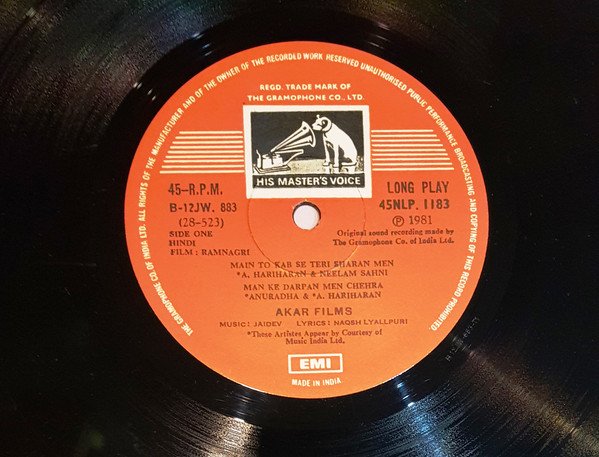 THE GRAMOPHONE CO. OF INDIA LTD. ALL RIGHTS OF THE MANUFACTURER AND OF THE OWNER OF THE RECORDED WORK RESERVED UNAUTHORISED PUBLIC PERFORMANCE BROADCASTING AND COPYING OF THIS RECORD PROHIBITED
REGD. TRADE MARK OF
THE GRAMOPHONE CO., LTD.
HIS MASTER'S VOICE
45-R.P.M.
B-12JW. 883
(28-523)
SIDE ONE
HINDI
FILM : RAMNAGRI
LONG PLAY
45NLP. 1183
Ⓟ 1981
Original sound recording made by
The Gramophone Co. of India Ltd.
MAIN TO KAB SE TERI SHARAN MEN
*A. HARIHARAN & NEELAM SAHNI
MAN KE DARPAN MEN CHEHRA
*ANURADHA & *A. HARIHARAN
AKAR FILMS
MUSIC: JAIDEV LYRICS: NAQSH LYALLPURI
*These Artistes Appear by Courtesy of
Music India Ltd.
EMI
MADE IN INDIA